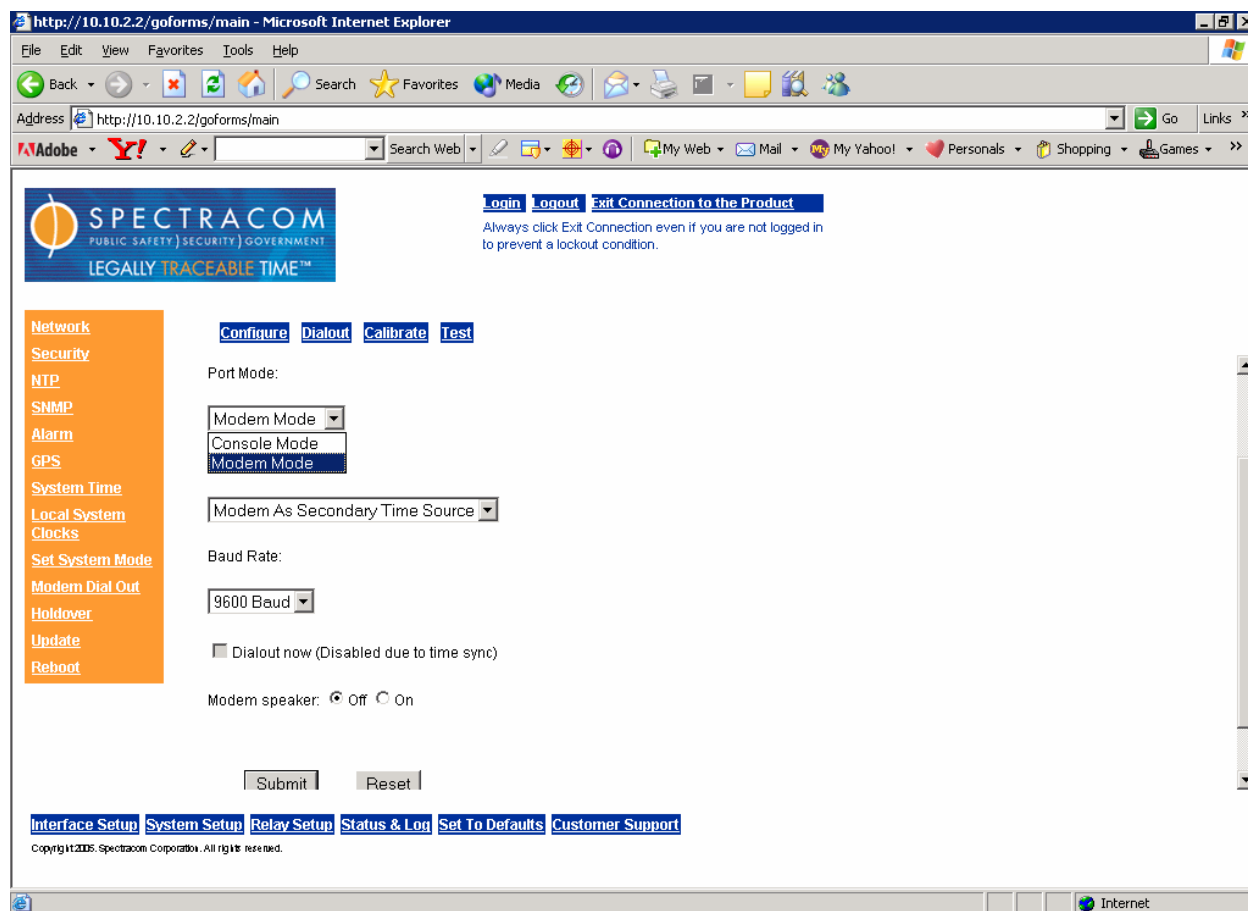 http://10.10.2.2/goforms/main - Microsoft Internet Explorer
File Edit View Favorites Tools Help
Back Search Favorites Media
Address http://10.10.2.2/goforms/main Go Links »
Adobe Y! Search Web My Web Mail My Yahoo! Personals Shopping Games »
SPECTRACOM
PUBLIC SAFETY ) SECURITY ) GOVERNMENT
LEGALLY TRACEABLE TIME™
Login Logout Exit Connection to the Product
Always click Exit Connection even if you are not logged in
to prevent a lockout condition.
Network
Security
NTP
SNMP
Alarm
GPS
System Time
Local System
Clocks
Set System Mode
Modem Dial Out
Holdover
Update
Reboot
Configure Dialout Calibrate Test
Port Mode:
Modem Mode
Console Mode
Modem Mode
Modem As Secondary Time Source
Baud Rate:
9600 Baud
Dialout now (Disabled due to time sync)
Modem speaker: Off On
Submit Reset
Interface Setup System Setup Relay Setup Status & Log Set To Defaults Customer Support
Copyright 2005. Spectracom Corporation. All rights reserved.
Internet